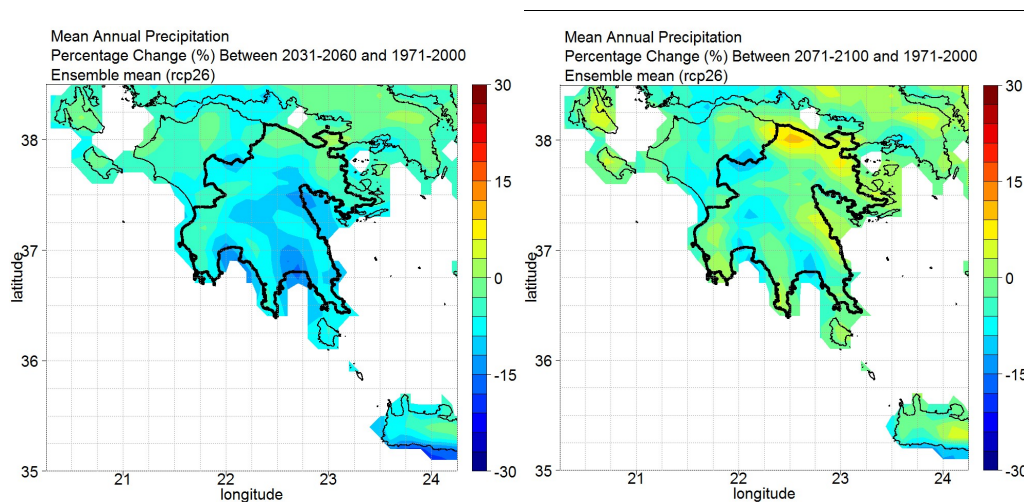 Mean Annual Precipitation
Percentage Change (%) Between 2031-2060 and 1971-2000
Ensemble mean (rcp26)
30
15
0
-15
-30
38
37
36
35
latitude
21
22
23
24
longitude
Mean Annual Precipitation
Percentage Change (%) Between 2071-2100 and 1971-2000
Ensemble mean (rcp26)
30
15
0
-15
-30
38
37
36
35
latitude
21
22
23
24
longitude